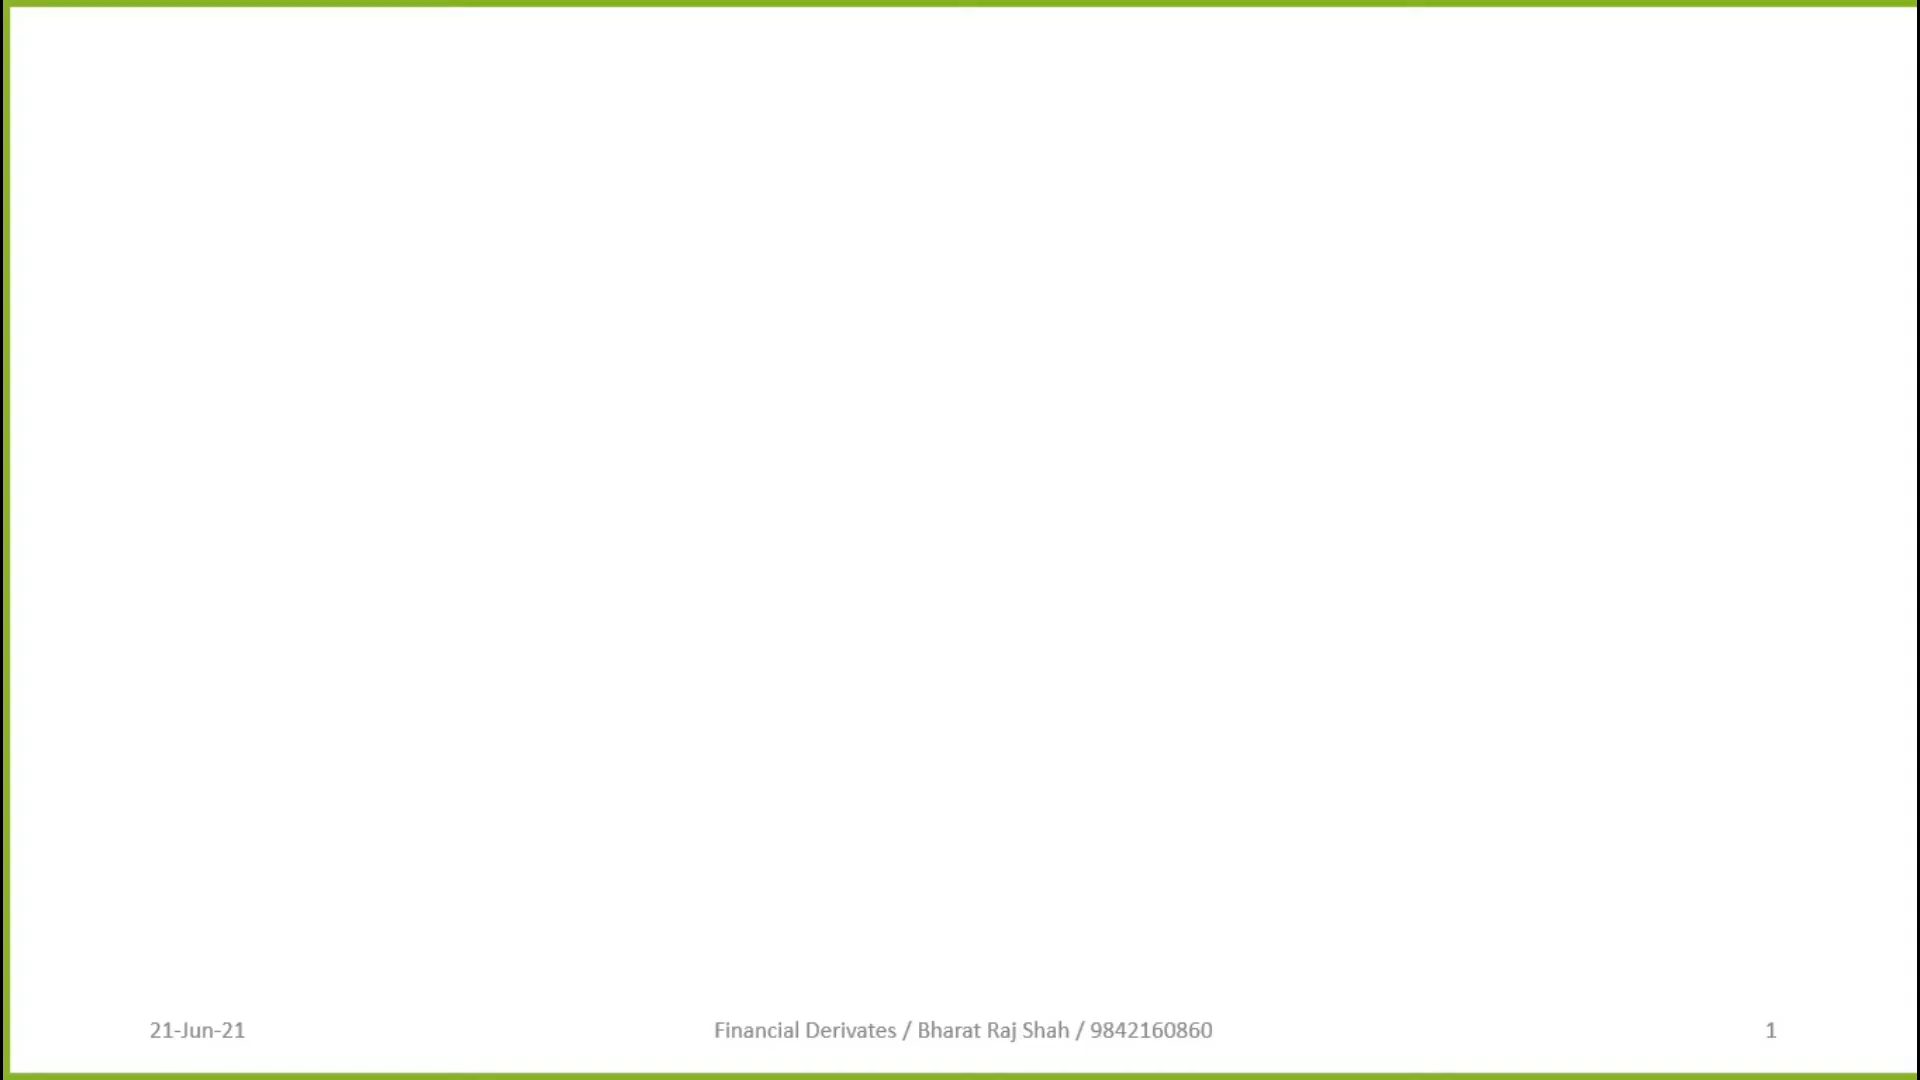 21-Jun-21 Financial Derivates / Bharat Raj Shah / 9842160860 1